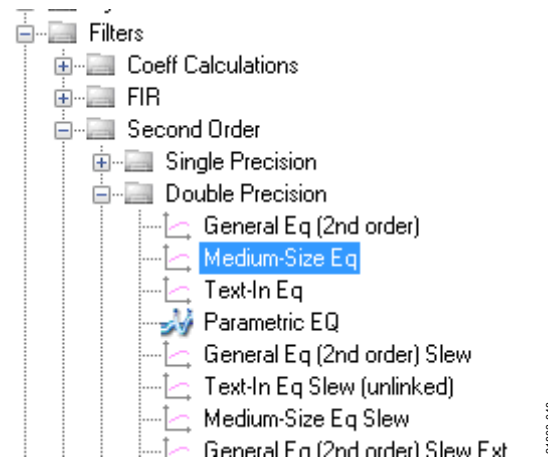 Filters
Coeff Calculations
FIR
Second Order
Single Precision
Double Precision
General Eq (2nd order)
Medium-Size Eq
Text-In Eq
Parametric EQ
General Eq (2nd order) Slew
Text-In Eq Slew (unlinked)
Medium-Size Eq Slew
General Eq (2nd order) Slew Ext